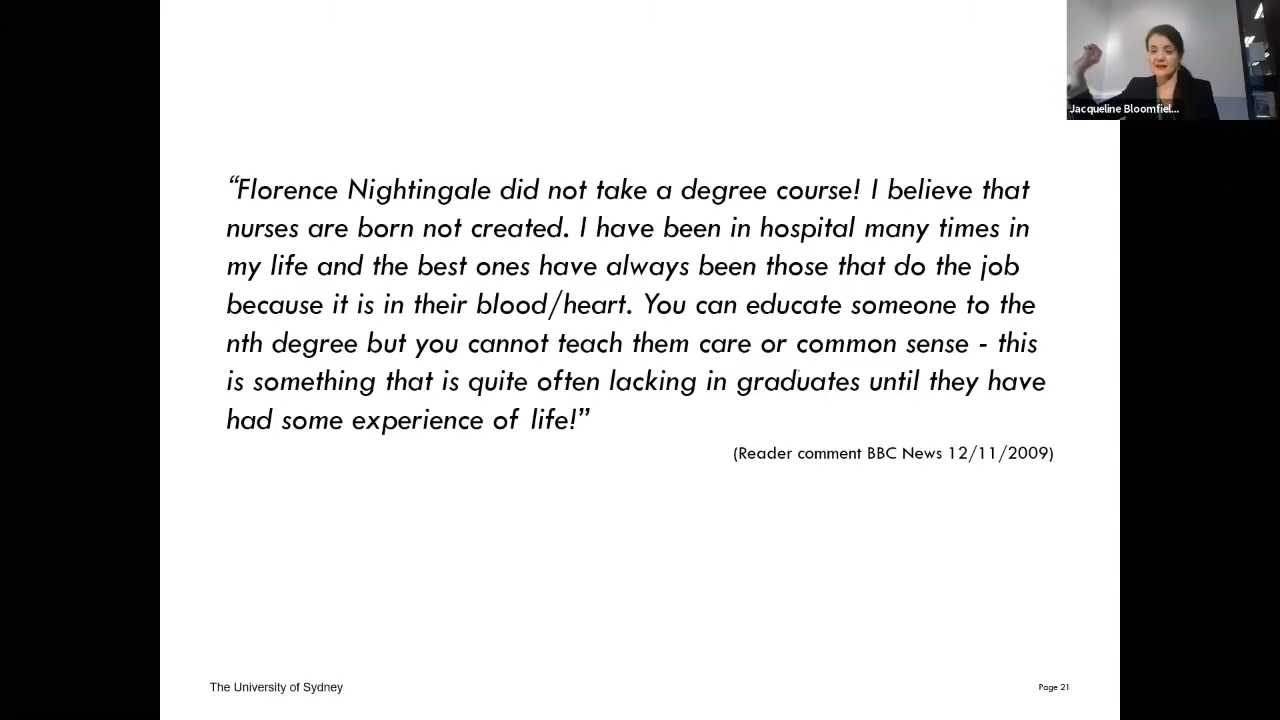 Jacqueline Bloomfiel...
“Florence Nightingale did not take a degree course! I believe that
nurses are born not created. I have been in hospital many times in
my life and the best ones have always been those that do the job
because it is in their blood/heart. You can educate someone to the
nth degree but you cannot teach them care or common sense - this
is something that is quite often lacking in graduates until they have
had some experience of life!”
(Reader comment BBC News 12/11/2009)
The University of Sydney
Page 21